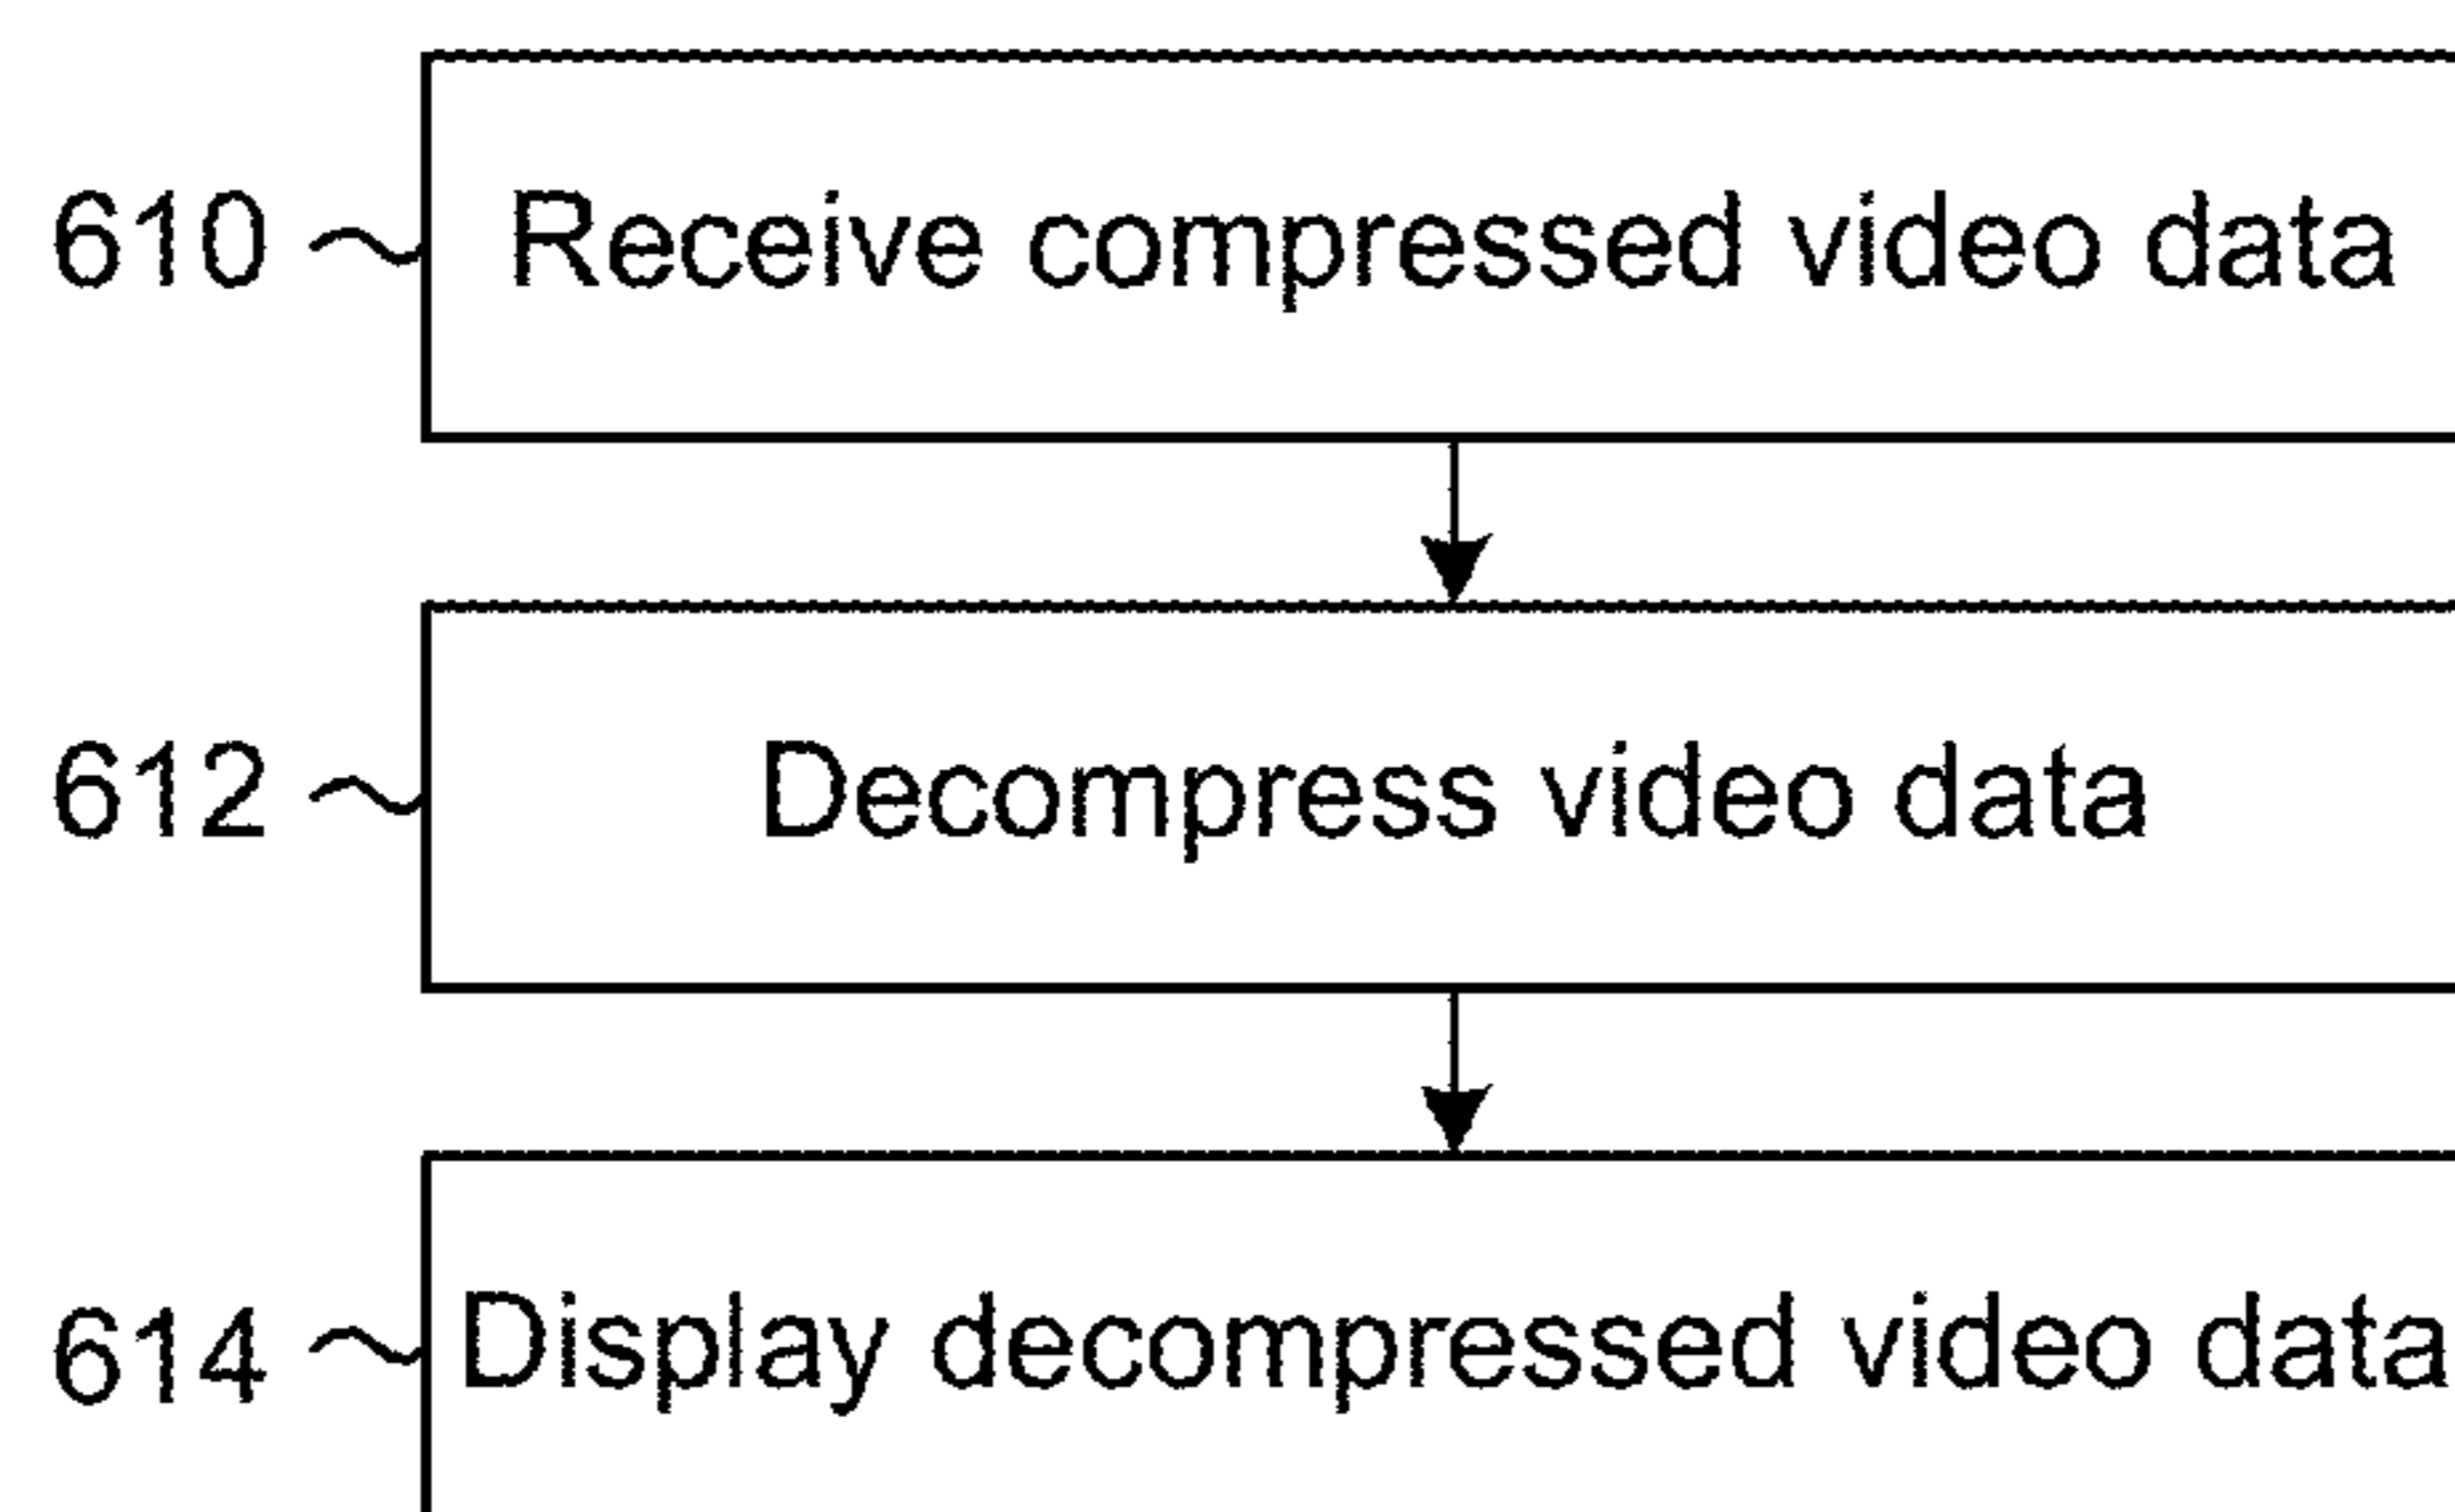 610 Receive compressed video data
612 Decompress video data
614 Display decompressed video data